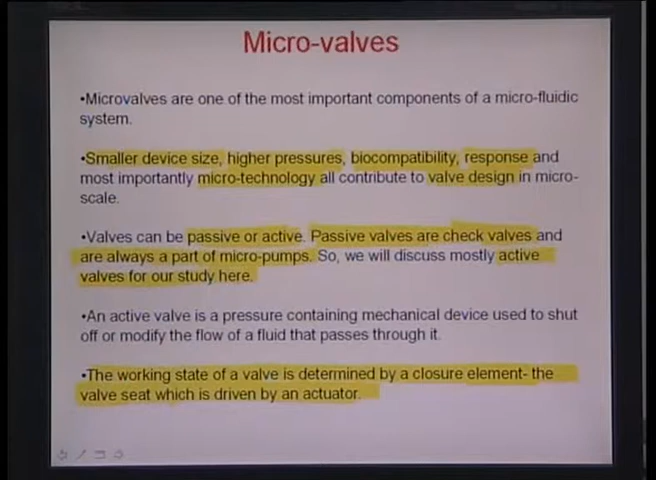 Micro-valves
•Microvalves are one of the most important components of a micro-fluidic
system.
•Smaller device size, higher pressures, biocompatibility, response and
most importantly micro-technology all contribute to valve design in micro-
scale.
•Valves can be passive or active. Passive valves are check valves and
are always a part of micro-pumps. So, we will discuss mostly active
valves for our study here.
•An active valve is a pressure containing mechanical device used to shut
off or modify the flow of a fluid that passes through it.
•The working state of a valve is determined by a closure element- the
valve seat which is driven by an actuator.